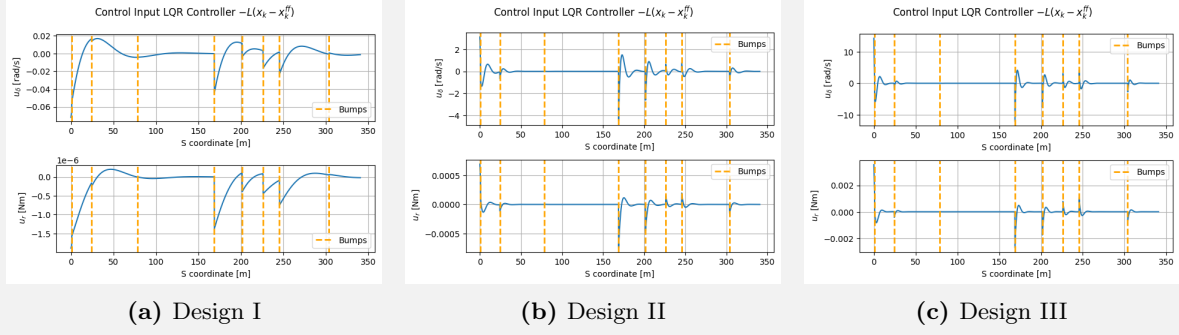 Control Input LQR Controller $-L(x_k - x_k^{ff})$
0.02
0.00
−0.02
−0.04
−0.06
u_δ [rad/s]
Bumps
0 50 100 150 200 250 300 350
S coordinate [m]
1e−6
0.0
−0.5
−1.0
−1.5
u_r [Nm]
Bumps
0 50 100 150 200 250 300 350
S coordinate [m]
(a) Design I
Control Input LQR Controller $-L(x_k - x_k^{ff})$
2
0
−2
−4
u_δ [rad/s]
Bumps
0 50 100 150 200 250 300 350
S coordinate [m]
0.0005
0.0000
−0.0005
u_r [Nm]
Bumps
0 50 100 150 200 250 300 350
S coordinate [m]
(b) Design II
Control Input LQR Controller $-L(x_k - x_k^{ff})$
10
0
−10
u_δ [rad/s]
Bumps
0 50 100 150 200 250 300 350
S coordinate [m]
0.002
0.000
−0.002
u_r [Nm]
Bumps
0 50 100 150 200 250 300 350
S coordinate [m]
(c) Design III